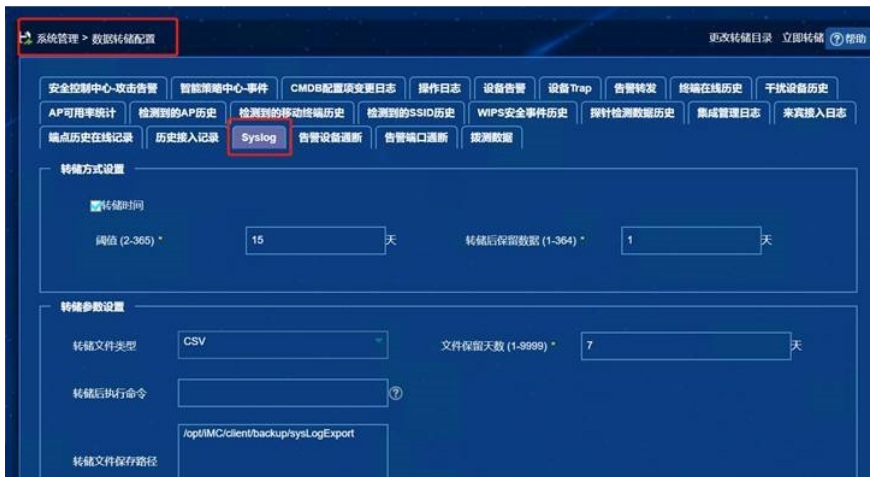 系统管理 > 数据转储配置
更改转储目录 立即转储 ?帮助
安全控制中心-攻击告警 智能策略中心-事件 CMDB配置项变更日志 操作日志 设备告警 设备Trap 告警转发 终端在线历史 干扰设备历史
AP可用率统计 检测到的AP历史 检测到的移动终端历史 检测到的SSID历史 WIPS安全事件历史 探针检测数据历史 集成管理日志 来宾接入日志
端点历史在线记录 历史接入记录 Syslog 告警设备通断 告警端口通断 拨测数据
转储方式设置
转储时间
阈值 (2-365) * 15 天 转储后保留数据 (1-364) * 1 天
转储参数设置
转储文件类型 CSV 文件保留天数 (1-9999) * 7 天
转储后执行命令 ?
/opt/iMC/client/backup/sysLogExport
转储文件保存路径